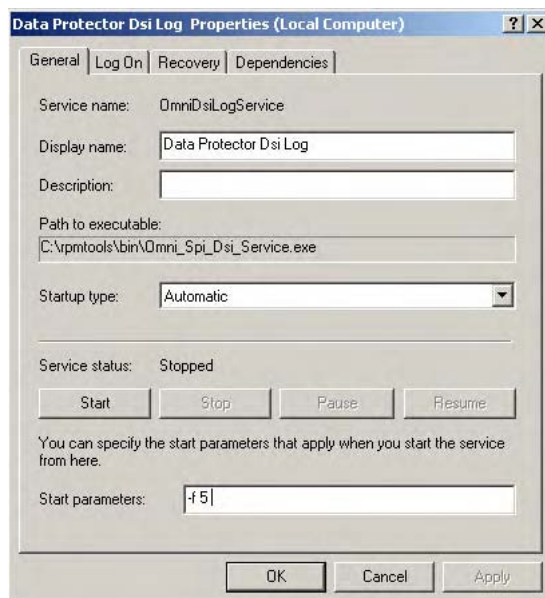 Data Protector Dsi Log Properties (Local Computer)
General Log On Recovery Dependencies
Service name: OmniDsiLogService
Display name: Data Protector Dsi Log
Description:
Path to executable:
C:\rpmtools\bin\Omni_Spi_Dsi_Service.exe
Startup type: Automatic
Service status: Stopped
Start Stop Pause Resume
You can specify the start parameters that apply when you start the service
from here.
Start parameters: -f 5
OK Cancel Apply